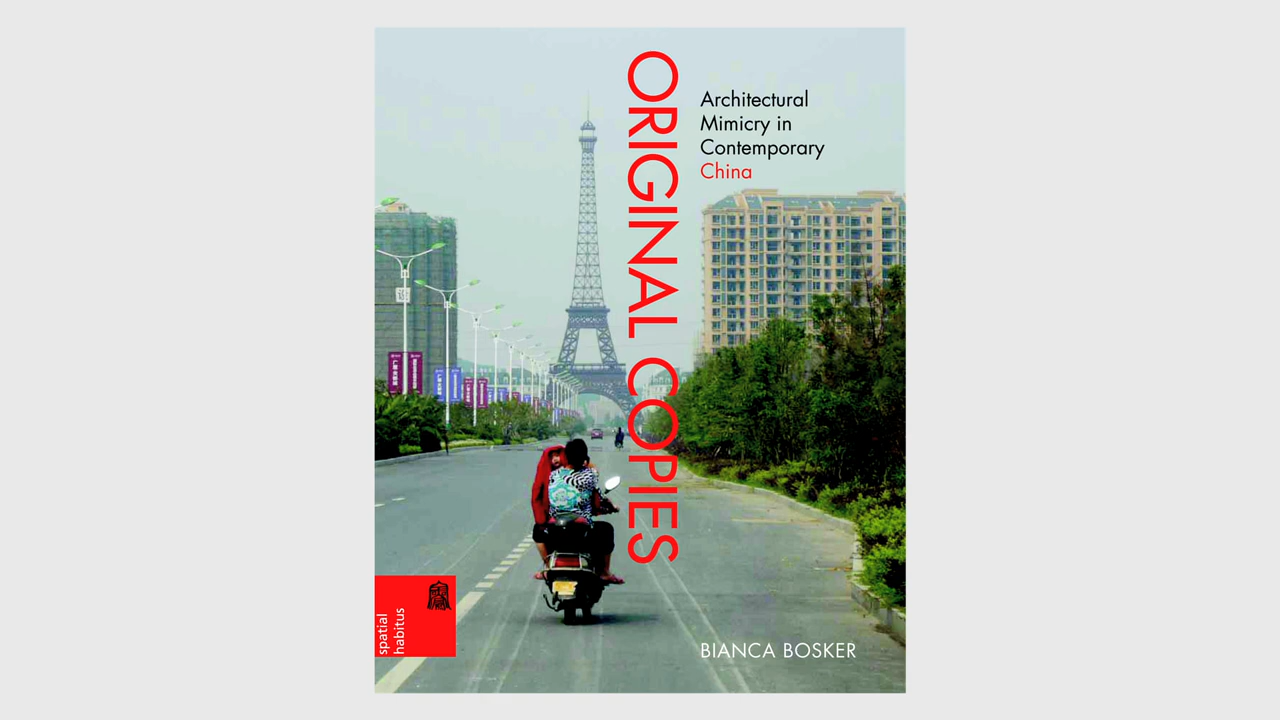 ORIGINAL COPIES
Architectural
Mimicry in
Contemporary
China
spatial
habitus
BIANCA BOSKER